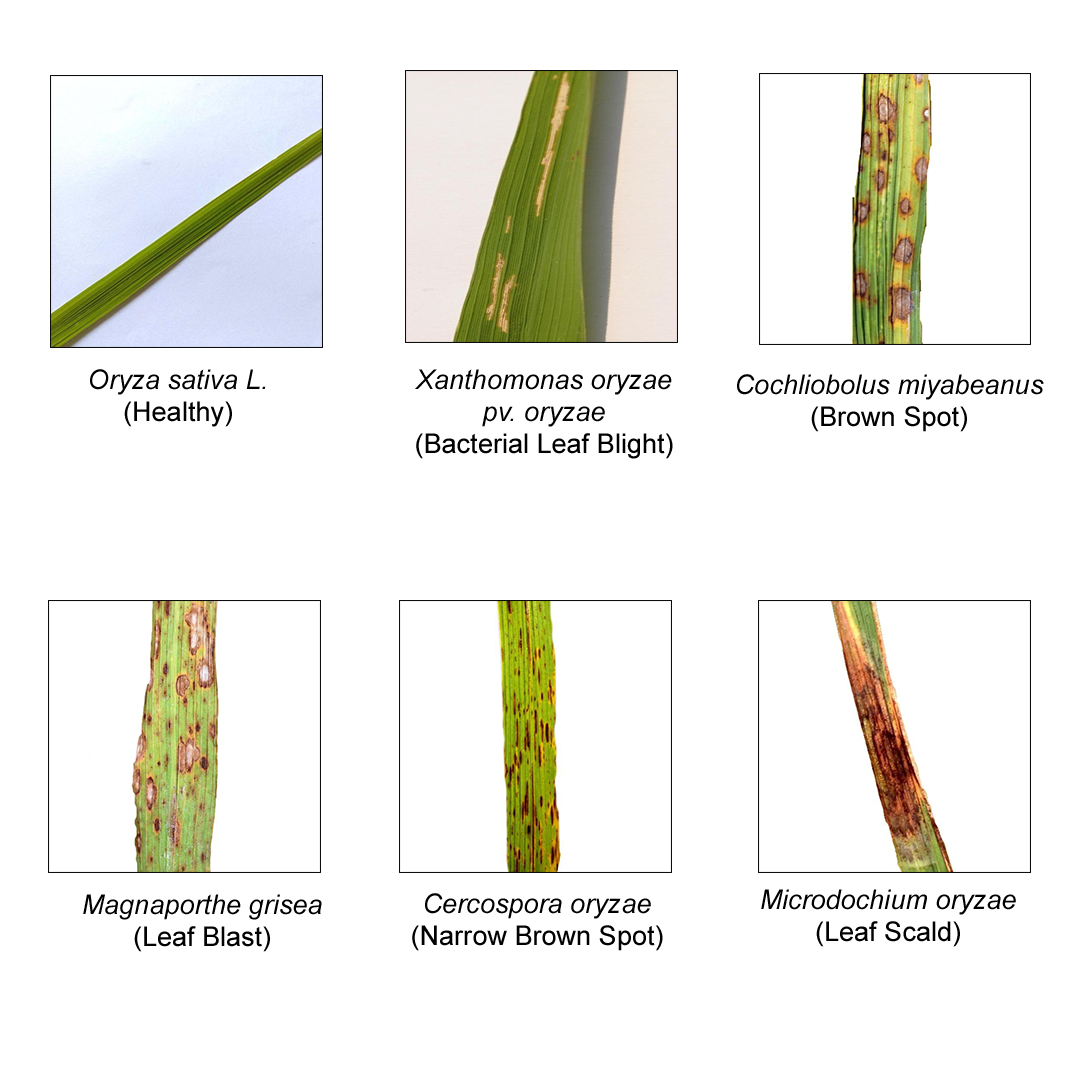 Oryza sativa L.
(Healthy)
Xanthomonas oryzae
pv. oryzae
(Bacterial Leaf Blight)
Cochliobolus miyabeanus
(Brown Spot)
Magnaporthe grisea
(Leaf Blast)
Cercospora oryzae
(Narrow Brown Spot)
Microdochium oryzae
(Leaf Scald)